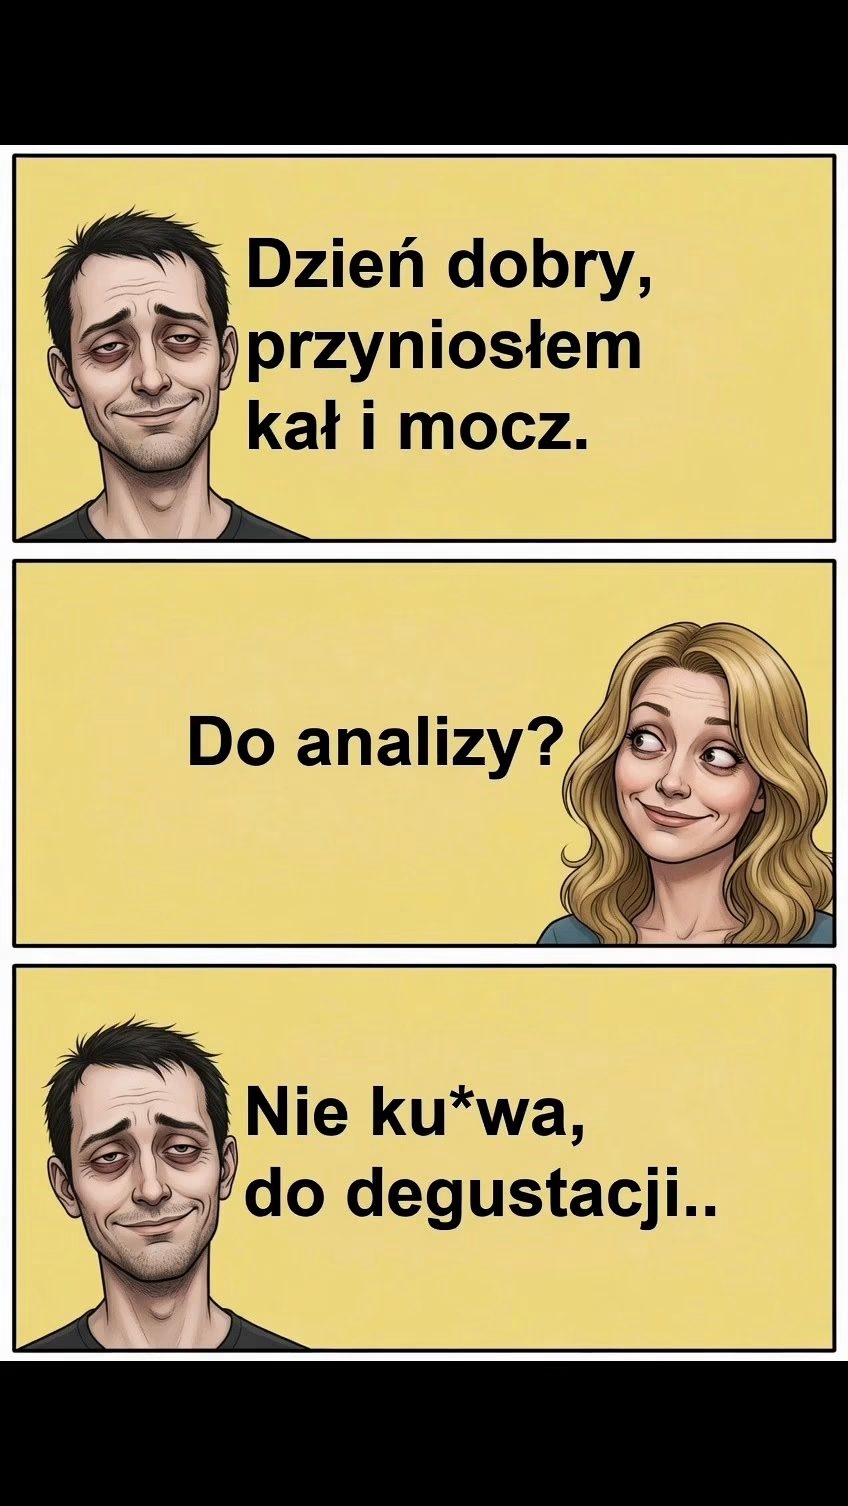 Dzień dobry,
przyniosłem
kał i mocz.
Do analizy?
Nie ku*wa,
do degustacji..